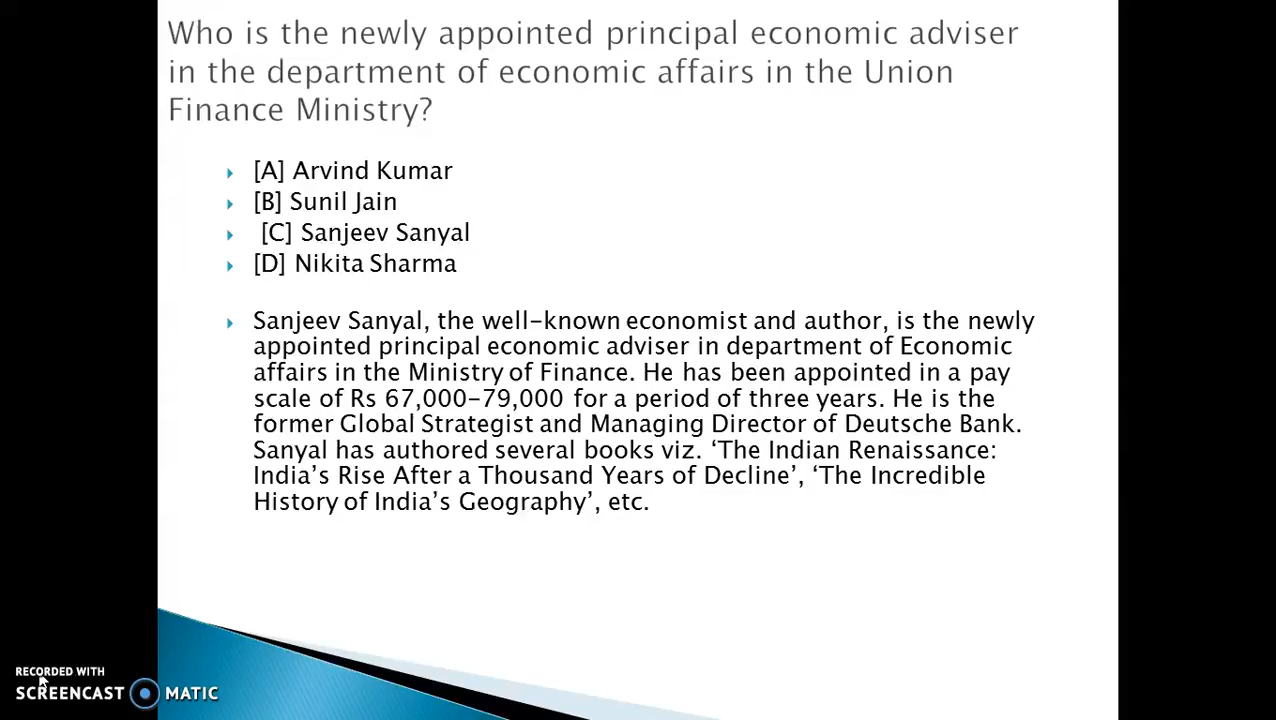 Who is the newly appointed principal economic adviser
in the department of economic affairs in the Union
Finance Ministry?
[A] Arvind Kumar
[B] Sunil Jain
[C] Sanjeev Sanyal
[D] Nikita Sharma
Sanjeev Sanyal, the well-known economist and author, is the newly
appointed principal economic adviser in department of Economic
affairs in the Ministry of Finance. He has been appointed in a pay
scale of Rs 67,000-79,000 for a period of three years. He is the
former Global Strategist and Managing Director of Deutsche Bank.
Sanyal has authored several books viz. ‘The Indian Renaissance:
India’s Rise After a Thousand Years of Decline’, ‘The Incredible
History of India’s Geography’, etc.
RECORDED WITH
SCREENCAST MATIC